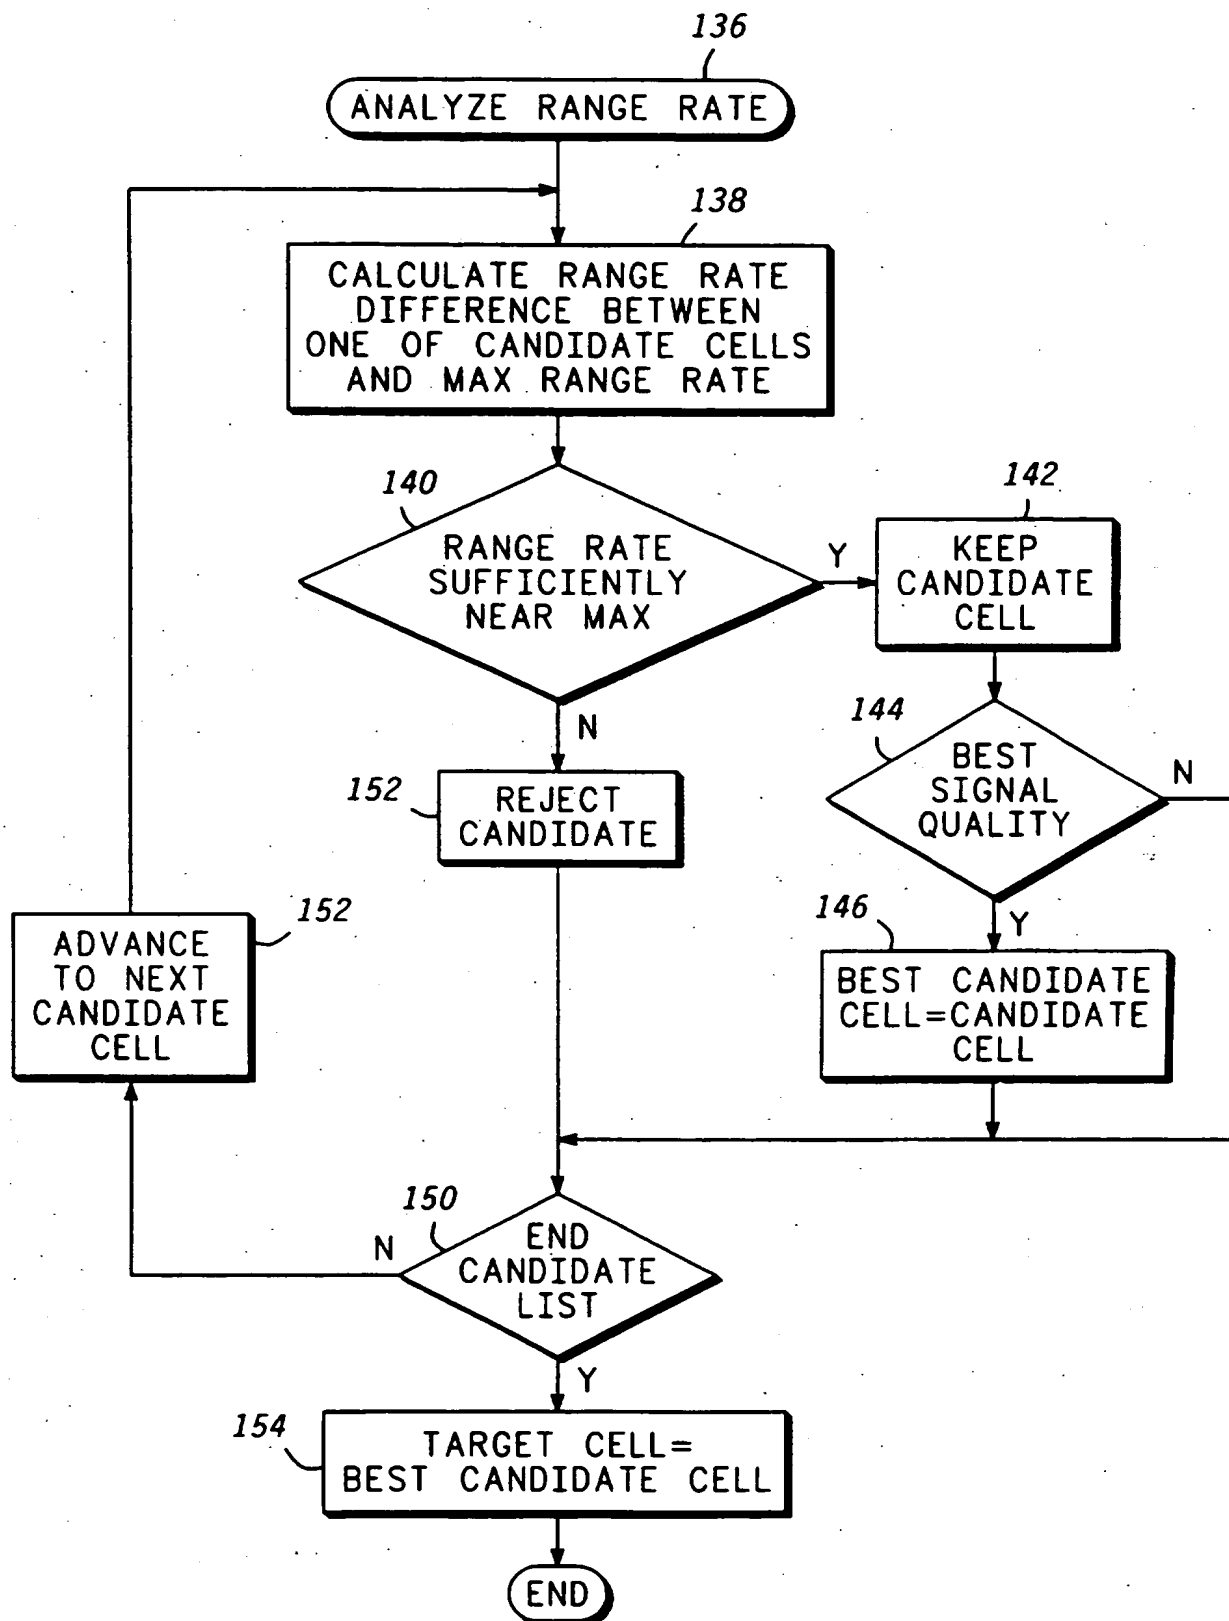 136
ANALYZE RANGE RATE
138
CALCULATE RANGE RATE
DIFFERENCE BETWEEN
ONE OF CANDIDATE CELLS
AND MAX RANGE RATE
140
RANGE RATE
SUFFICIENTLY
NEAR MAX
Y
N
142
KEEP
CANDIDATE
CELL
144
BEST
SIGNAL
QUALITY
N
Y
152
REJECT
CANDIDATE
146
BEST CANDIDATE
CELL=CANDIDATE
CELL
152
ADVANCE
TO NEXT
CANDIDATE
CELL
150
END
CANDIDATE
LIST
N
Y
154
TARGET CELL=
BEST CANDIDATE CELL
END